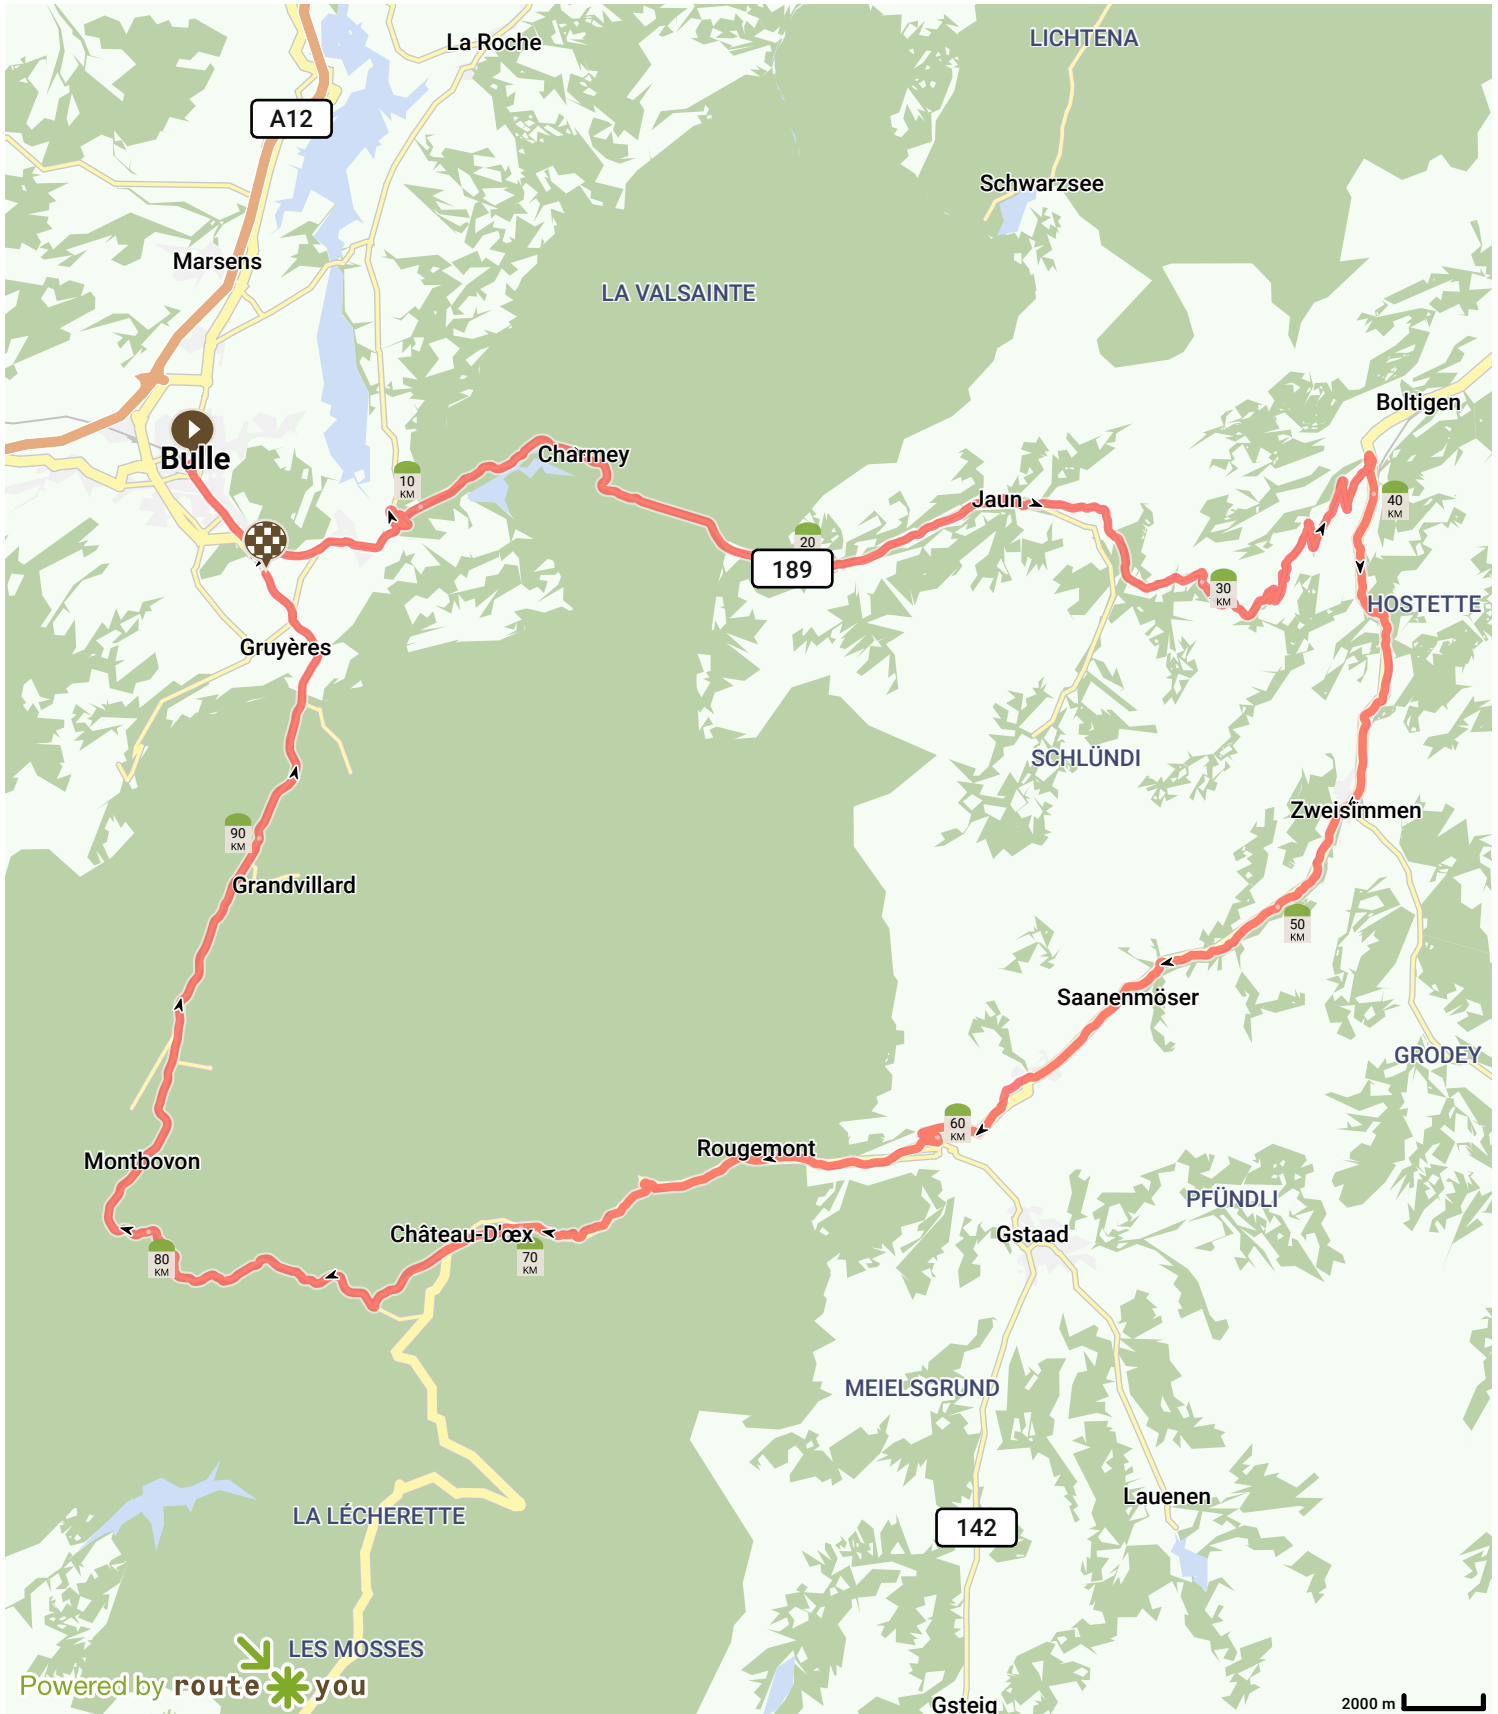 La Roche
LICHTENA
A12
Schwarzsee
Marsens
LA VALSAINTE
Boltigen
Bulle
Charmey
10
KM
Jaun
40
KM
20
189
30
KM
HOSTETTE
Gruyères
SCHLÜNDI
Zweisimmen
90
KM
Grandvillard
50
KM
Saanenmöser
GRODEY
60
KM
Rougemont
Montbovon
PFÜNDLI
Château-D'œx
Gstaad
70
KM
80
KM
MEIELSGRUND
Lauenen
LA LÉCHERETTE
142
LES MOSSES
Powered by route you
Gsteig
2000 m